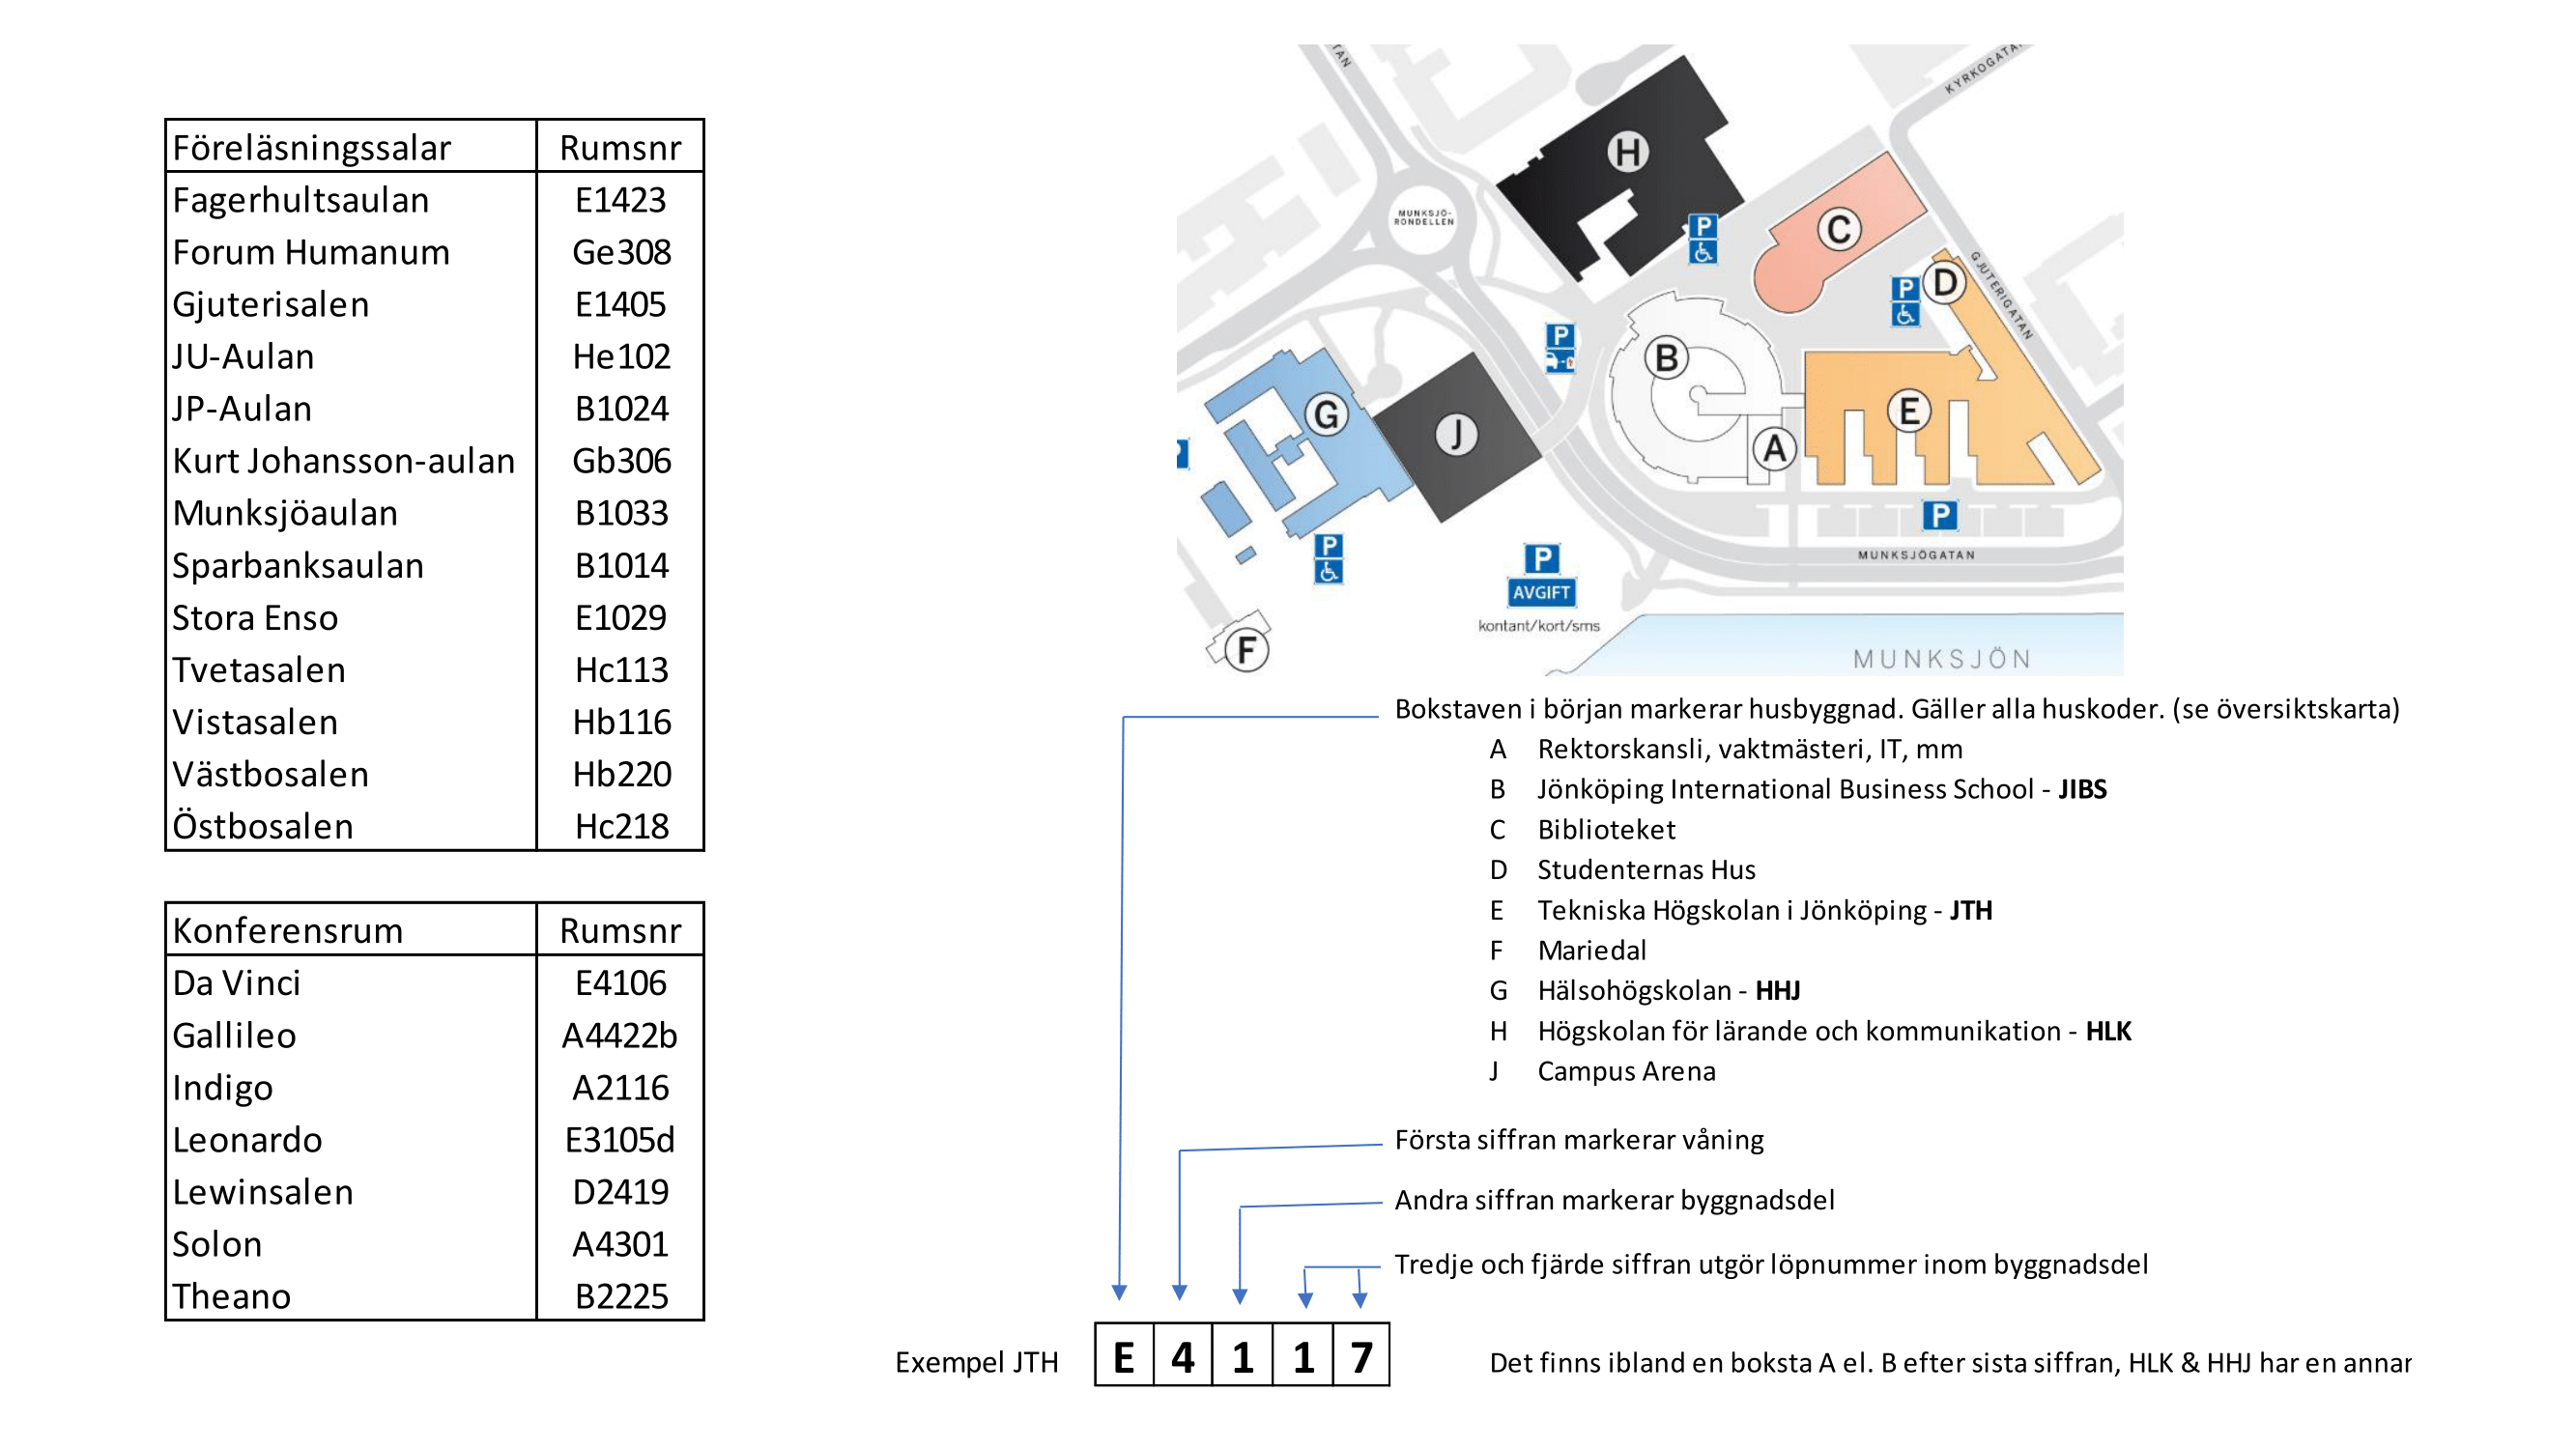 Föreläsningssalar Rumsnr
Fagerhultsaulan E1423
Forum Humanum Ge308
Gjuterisalen E1405
JU-Aulan He102
JP-Aulan B1024
Kurt Johansson-aulan Gb306
Munksjöaulan B1033
Sparbanksaulan B1014
Stora Enso E1029
Tvetasalen Hc113
Vistasalen Hb116
Västbosalen Hb220
Östbosalen Hc218
Konferensrum Rumsnr
Da Vinci E4106
Gallileo A4422b
Indigo A2116
Leonardo E3105d
Lewinsalen D2419
Solon A4301
Theano B2225
KYRKOGATA
H
MUNKSJÖ-
RONDELLEN
P
C
GJUTERIGATAN
D
P
P
B
G
J
E
A
P
P
MUNKSJÖGATAN
P
AVGIFT
kontant/kort/sms
F
MUNKSJÖN
Bokstaven i början markerar husbyggnad. Gäller alla huskoder. (se översiktskarta)
A Rektorskansli, vaktmästeri, IT, mm
B Jönköping International Business School - JIBS
C Biblioteket
D Studenternas Hus
E Tekniska Högskolan i Jönköping - JTH
F Mariedal
G Hälsohögskolan - HHJ
H Högskolan för lärande och kommunikation - HLK
J Campus Arena
Första siffran markerar våning
Andra siffran markerar byggnadsdel
Tredje och fjärde siffran utgör löpnummer inom byggnadsdel
Exempel JTH E 4 1 1 7 Det finns ibland en boksta A el. B efter sista siffran, HLK & HHJ har en annar